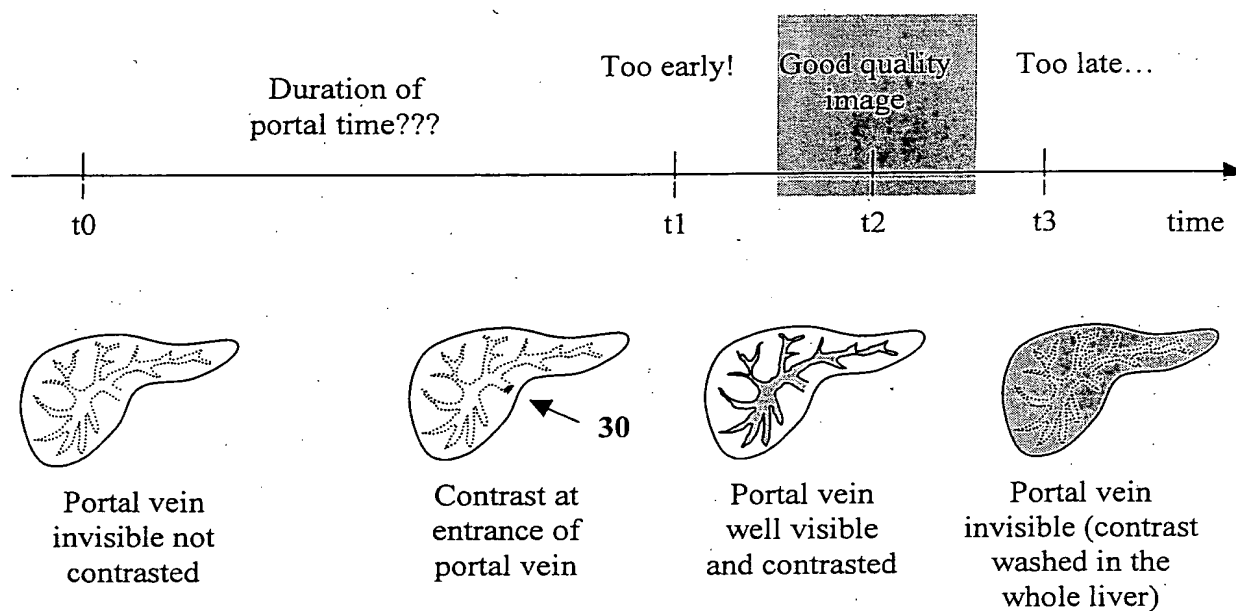 Too early!
Good quality
image
Too late…
Duration of
portal time???
t0
t1
t2
t3
time
30
Portal vein
invisible not
contrasted
Contrast at
entrance of
portal vein
Portal vein
well visible
and contrasted
Portal vein
invisible (contrast
washed in the
whole liver)